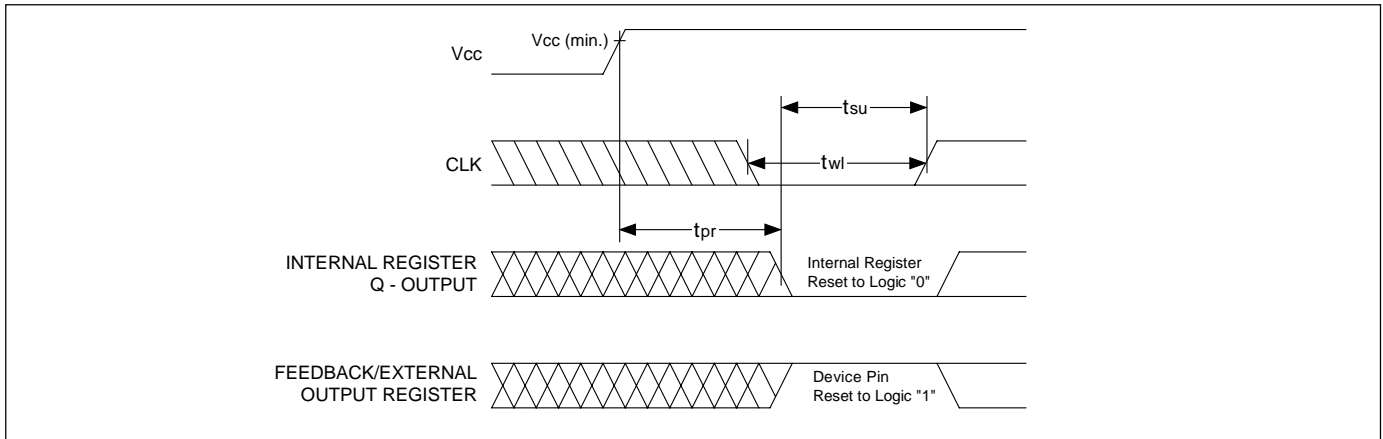 Vcc
Vcc (min.)
tsu
CLK
twl
tpr
INTERNAL REGISTER
Q - OUTPUT
Internal Register
Reset to Logic "0"
FEEDBACK/EXTERNAL
OUTPUT REGISTER
Device Pin
Reset to Logic "1"